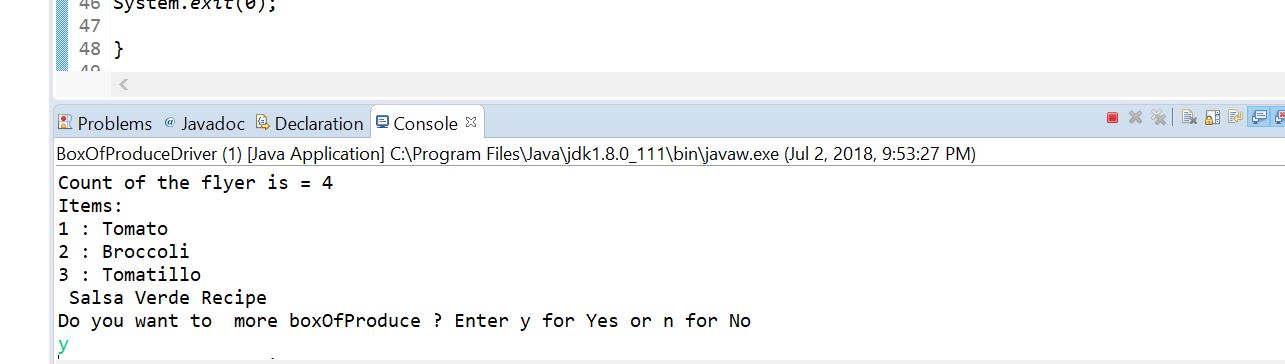 46 System.exit(0);
47
48 }
49
Problems @ Javadoc Declaration Console
BoxOfProduceDriver (1) [Java Application] C:\Program Files\Java\jdk1.8.0_111\bin\javaw.exe (Jul 2, 2018, 9:53:27 PM)
Count of the flyer is = 4
Items:
1 : Tomato
2 : Broccoli
3 : Tomatillo
Salsa Verde Recipe
Do you want to  more boxOfProduce ? Enter y for Yes or n for No
y